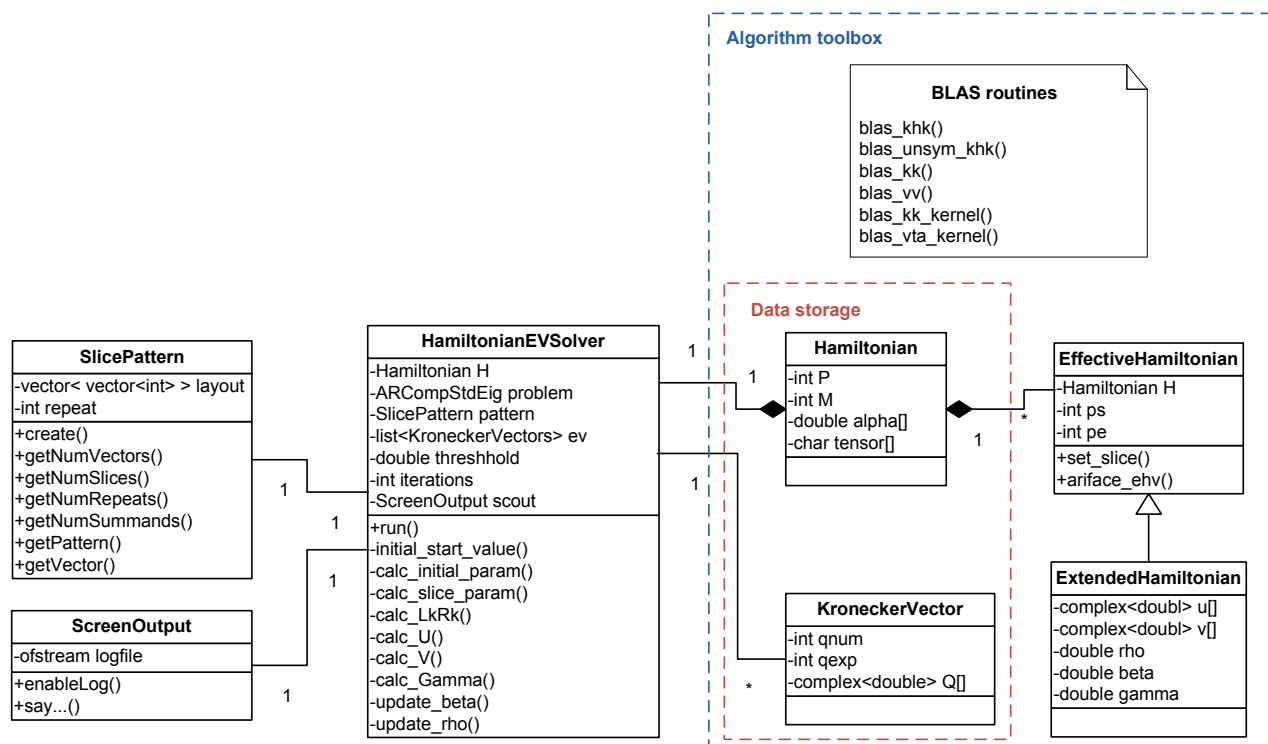 Algorithm toolbox
BLAS routines
blas_khk()
blas_unsym_khk()
blas_kk()
blas_vv()
blas_kk_kernel()
blas_vta_kernel()
SlicePattern
-vector< vector<int> > layout
-int repeat
+create()
+getNumVectors()
+getNumSlices()
+getNumRepeats()
+getNumSummands()
+getPattern()
+getVector()
1
1
ScreenOutput
-ofstream logfile
+enableLog()
+say...()
1
1
HamiltonianEVSolver
-Hamiltonian H
-ARCompStdEig problem
-SlicePattern pattern
-list<KroneckerVectors> ev
-double threshhold
-int iterations
-ScreenOutput scout
+run()
-initial_start_value()
-calc_initial_param()
-calc_slice_param()
-calc_LkRk()
-calc_U()
-calc_V()
-calc_Gamma()
-update_beta()
-update_rho()
1
1
1
*
Data storage
Hamiltonian
-int P
-int M
-double alpha[]
-char tensor[]
1
*
KroneckerVector
-int qnum
-int qexp
-complex<double> Q[]
EffectiveHamiltonian
-Hamiltonian H
-int ps
-int pe
+set_slice()
+ariface_ehv()
ExtendedHamiltonian
-complex<doubl> u[]
-complex<doubl> v[]
-double rho
-double beta
-double gamma